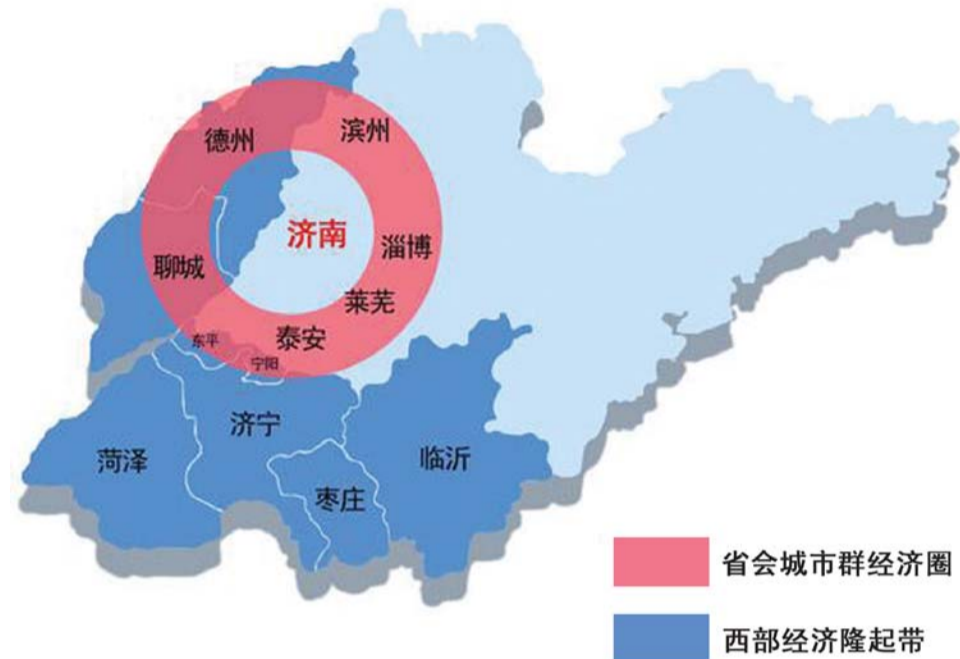 德州
滨州
济南
淄博
聊城
莱芜
泰安
东平
宁阳
济宁
菏泽
临沂
枣庄
省会城市群经济圈
西部经济隆起带